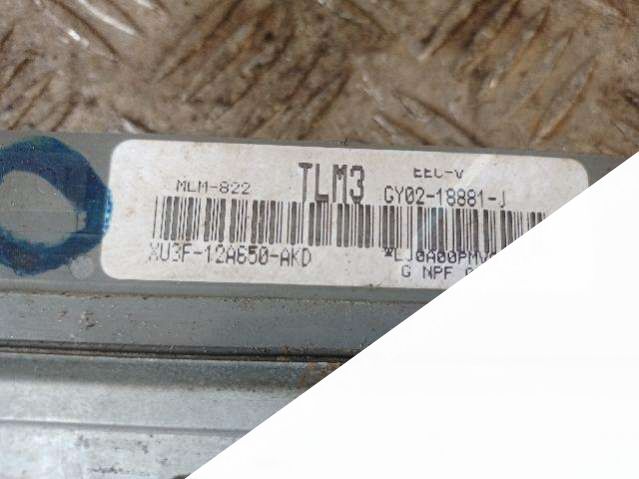 MLM-822 TLM3 EEC-V
GY02-18881-J
XU3F-12A650-AKD
G NPF